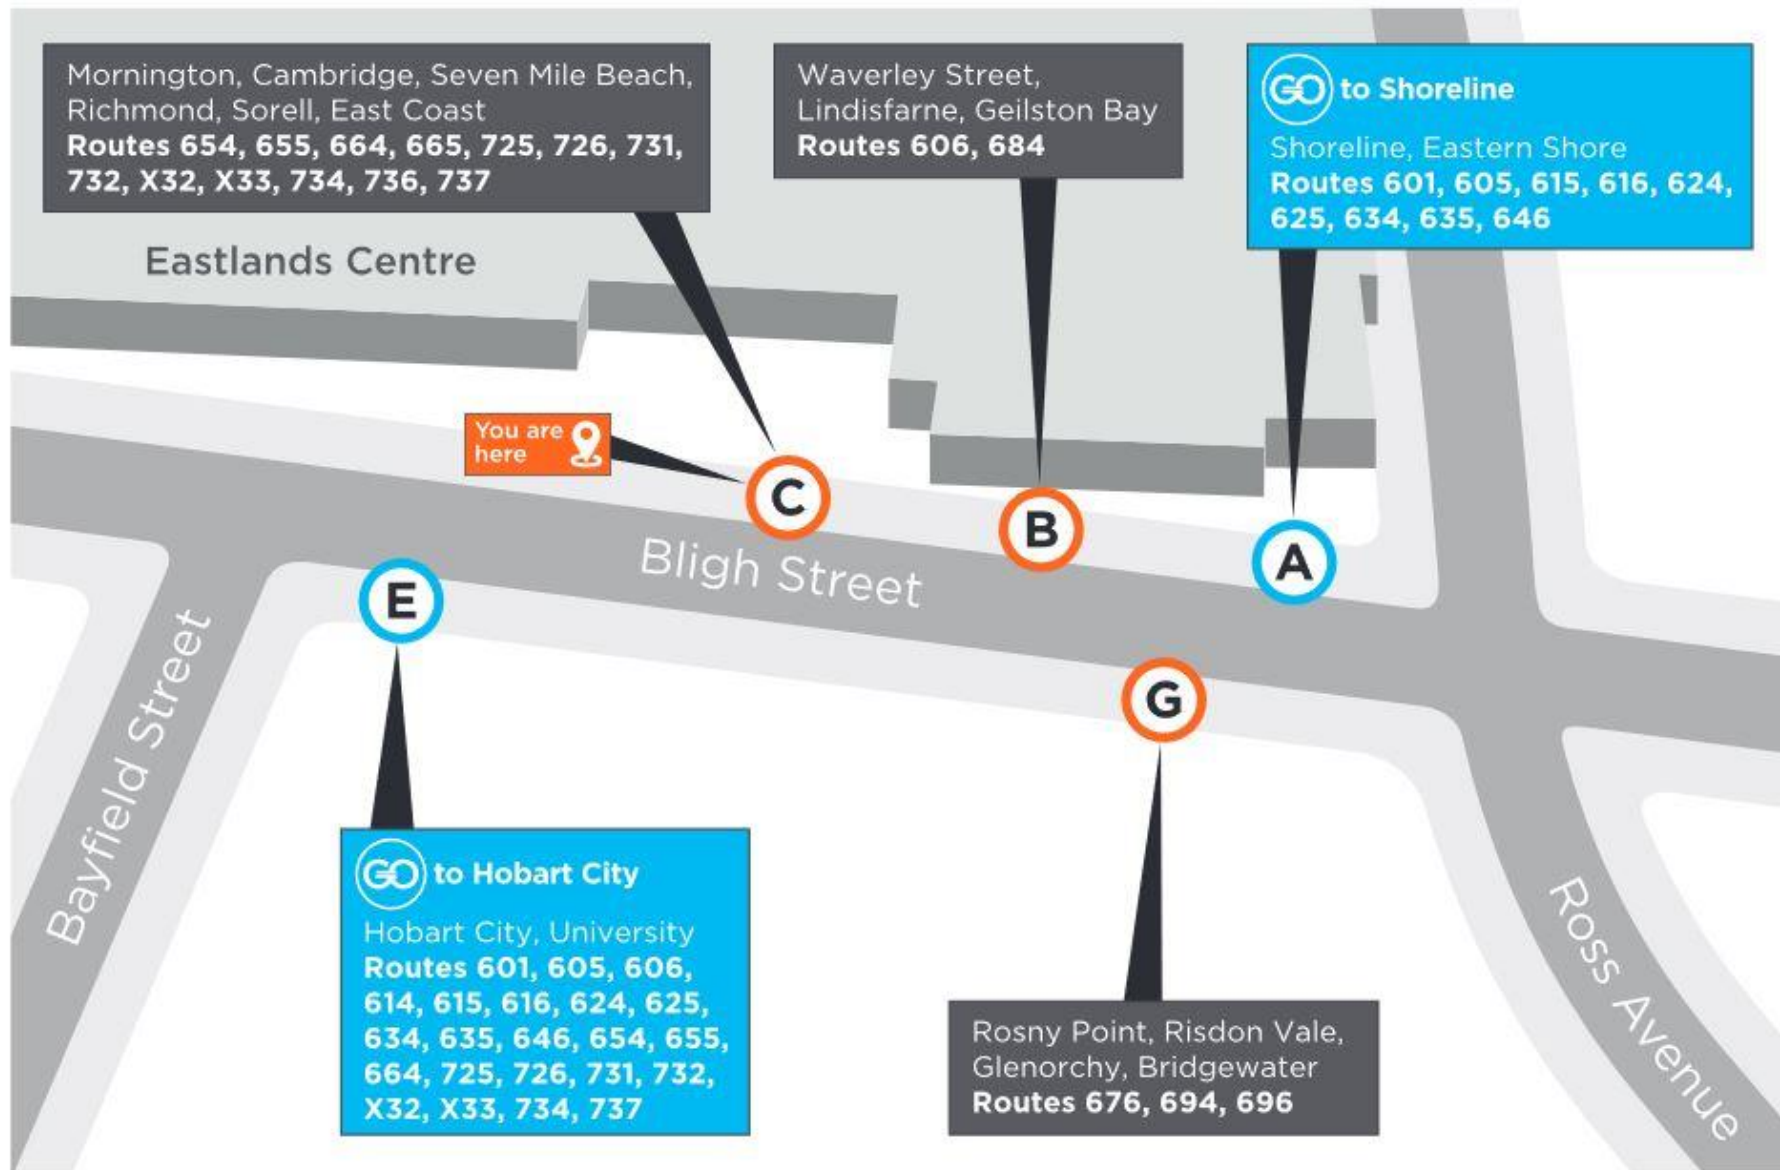 Mornington, Cambridge, Seven Mile Beach,
Richmond, Sorell, East Coast
Routes 654, 655, 664, 665, 725, 726, 731,
732, X32, X33, 734, 736, 737
Waverley Street,
Lindisfarne, Geilston Bay
Routes 606, 684
GO to Shoreline
Shoreline, Eastern Shore
Routes 601, 605, 615, 616, 624,
625, 634, 635, 646
Eastlands Centre
You are
here
C
B
A
Bligh Street
E
G
Bayfield Street
GO to Hobart City
Hobart City, University
Routes 601, 605, 606,
614, 615, 616, 624, 625,
634, 635, 646, 654, 655,
664, 725, 726, 731, 732,
X32, X33, 734, 737
Rosny Point, Risdon Vale,
Glenorchy, Bridgewater
Routes 676, 694, 696
Ross Avenue